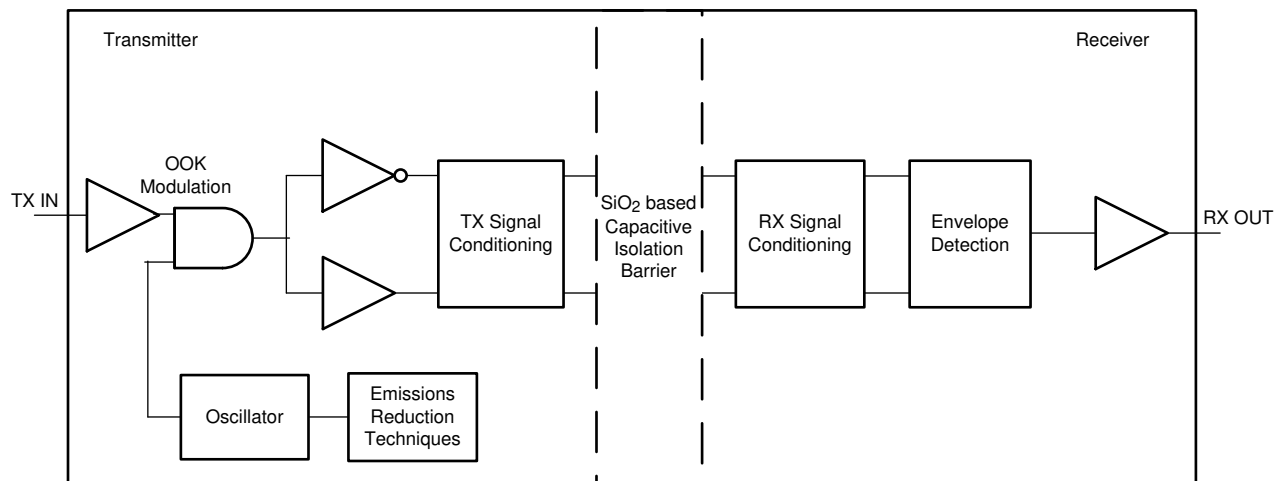 Transmitter
Receiver
OOK
Modulation
TX IN
TX Signal
Conditioning
SiO2 based
Capacitive
Isolation
Barrier
RX Signal
Conditioning
Envelope
Detection
RX OUT
Oscillator
Emissions
Reduction
Techniques